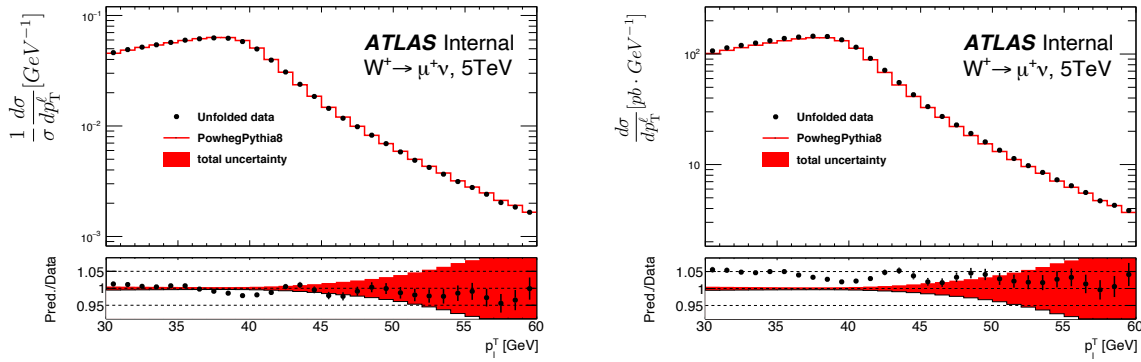 1/σ dσ/dp_T^ℓ [GeV⁻¹]
10⁻¹
10⁻²
10⁻³
ATLAS Internal
W⁺→ μ⁺ν, 5TeV
Unfolded data
PowhegPythia8
total uncertainty
Pred./Data
1.05
1
0.95
30 35 40 45 50 55 60
p_l^T [GeV]
dσ/dp_T^ℓ [pb · GeV⁻¹]
10²
10
ATLAS Internal
W⁺→ μ⁺ν, 5TeV
Unfolded data
PowhegPythia8
total uncertainty
Pred./Data
1.05
1
0.95
30 35 40 45 50 55 60
p_l^T [GeV]